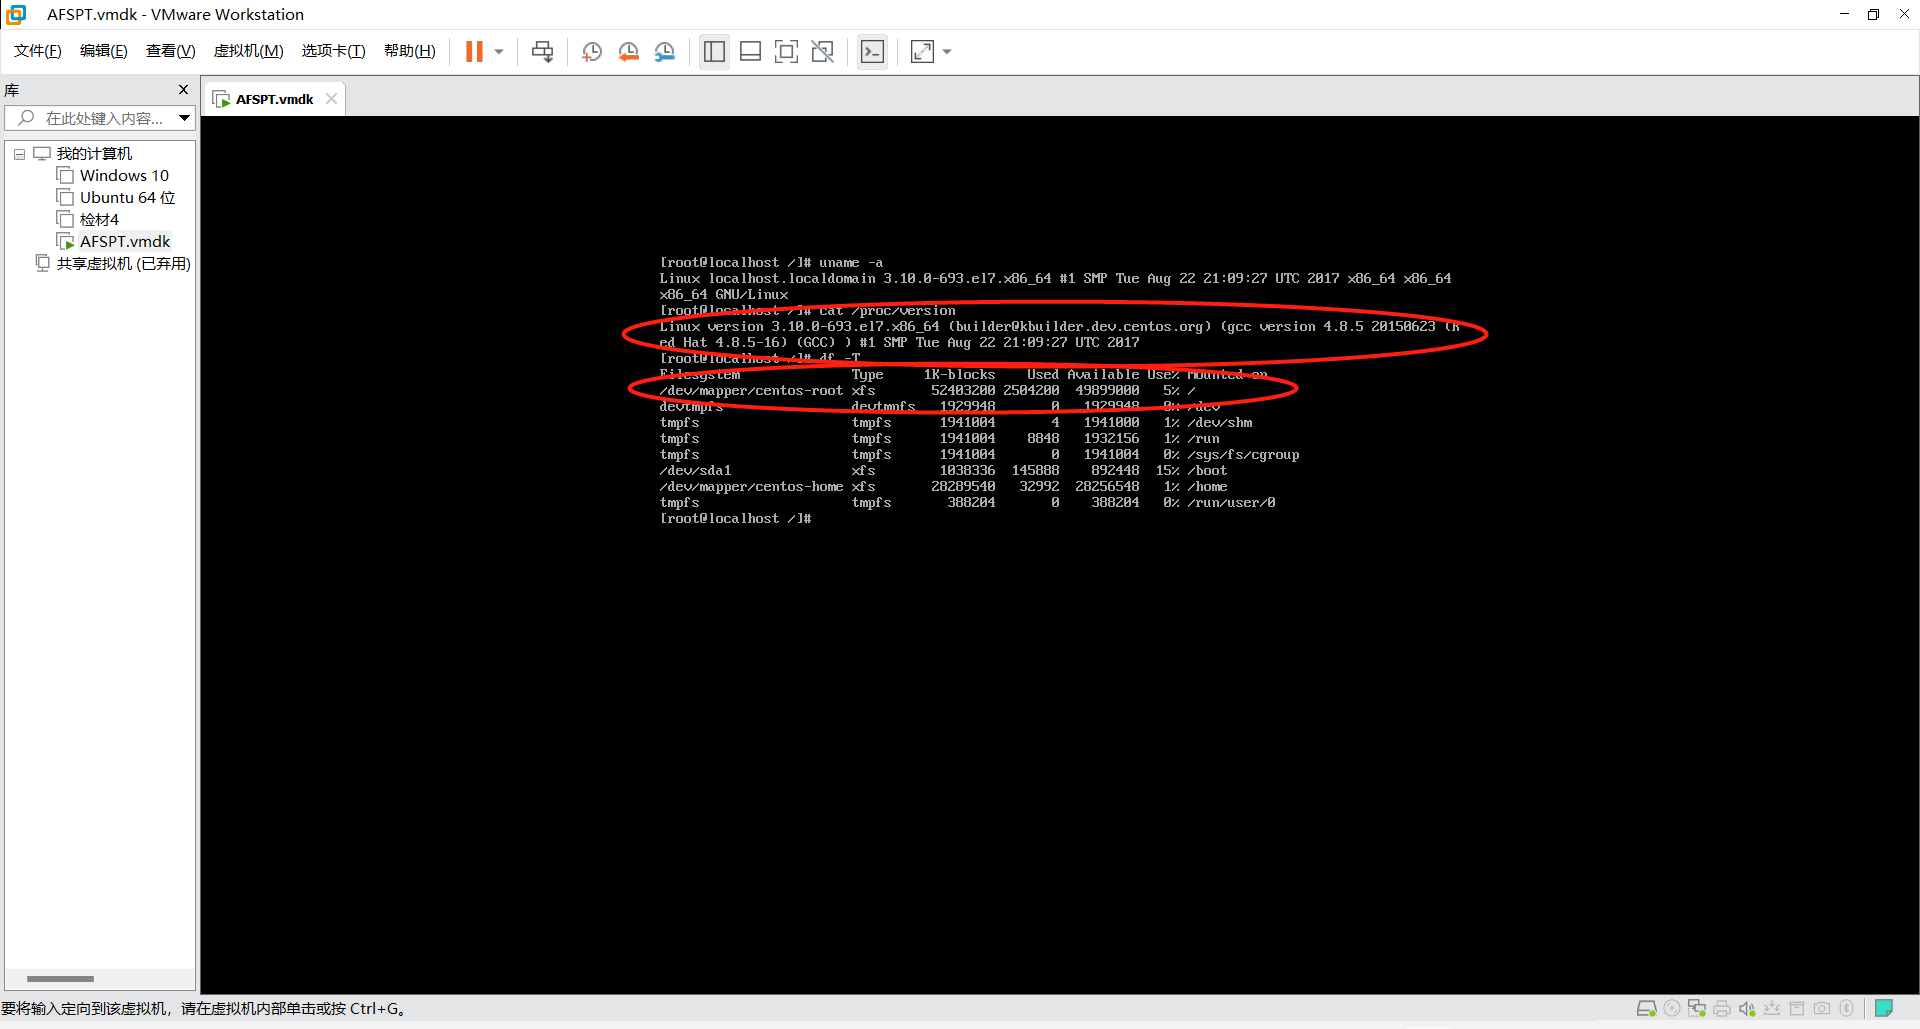 AFSPT.vmdk - VMware Workstation
文件(F) 编辑(E) 查看(V) 虚拟机(M) 选项卡(T) 帮助(H)
库
在此处键入内容...
我的计算机
Windows 10
Ubuntu 64 位
检材4
AFSPT.vmdk
共享虚拟机 (已弃用)
AFSPT.vmdk
[root@localhost /]# uname -a
Linux localhost.localdomain 3.10.0-693.el7.x86_64 #1 SMP Tue Aug 22 21:09:27 UTC 2017 x86_64 x86_64
x86_64 GNU/Linux
[root@localhost /]# cat /proc/version
Linux version 3.10.0-693.el7.x86_64 (builder@kbuilder.dev.centos.org) (gcc version 4.8.5 20150623 (R
ed Hat 4.8.5-16) (GCC) ) #1 SMP Tue Aug 22 21:09:27 UTC 2017
[root@localhost /]# df -T
Filesystem Type 1K-blocks Used Available Use% Mounted on
/dev/mapper/centos-root xfs 52403200 2504200 49899000 5% /
devtmpfs devtmpfs 1929948 0 1929948 0% /dev
tmpfs tmpfs 1941004 4 1941000 1% /dev/shm
tmpfs tmpfs 1941004 8848 1932156 1% /run
tmpfs tmpfs 1941004 0 1941004 0% /sys/fs/cgroup
/dev/sda1 xfs 1038336 145888 892448 15% /boot
/dev/mapper/centos-home xfs 28289540 32992 28256548 1% /home
tmpfs tmpfs 388204 0 388204 0% /run/user/0
[root@localhost /]#
要将输入定向到该虚拟机，请在虚拟机内部单击或按 Ctrl+G。